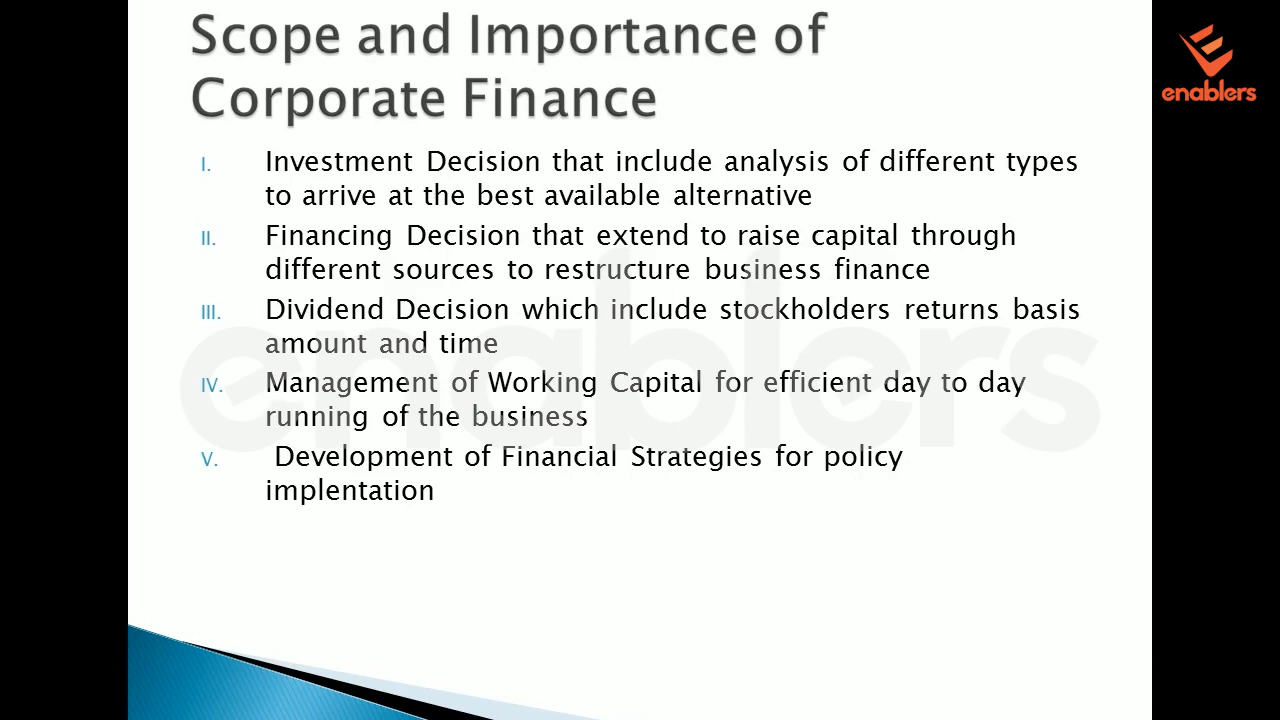 Scope and Importance of
Corporate Finance
enablers
I. Investment Decision that include analysis of different types
to arrive at the best available alternative
II. Financing Decision that extend to raise capital through
different sources to restructure business finance
III. Dividend Decision which include stockholders returns basis
amount and time
IV. Management of Working Capital for efficient day to day
running of the business
V. Development of Financial Strategies for policy
implentation
enablers